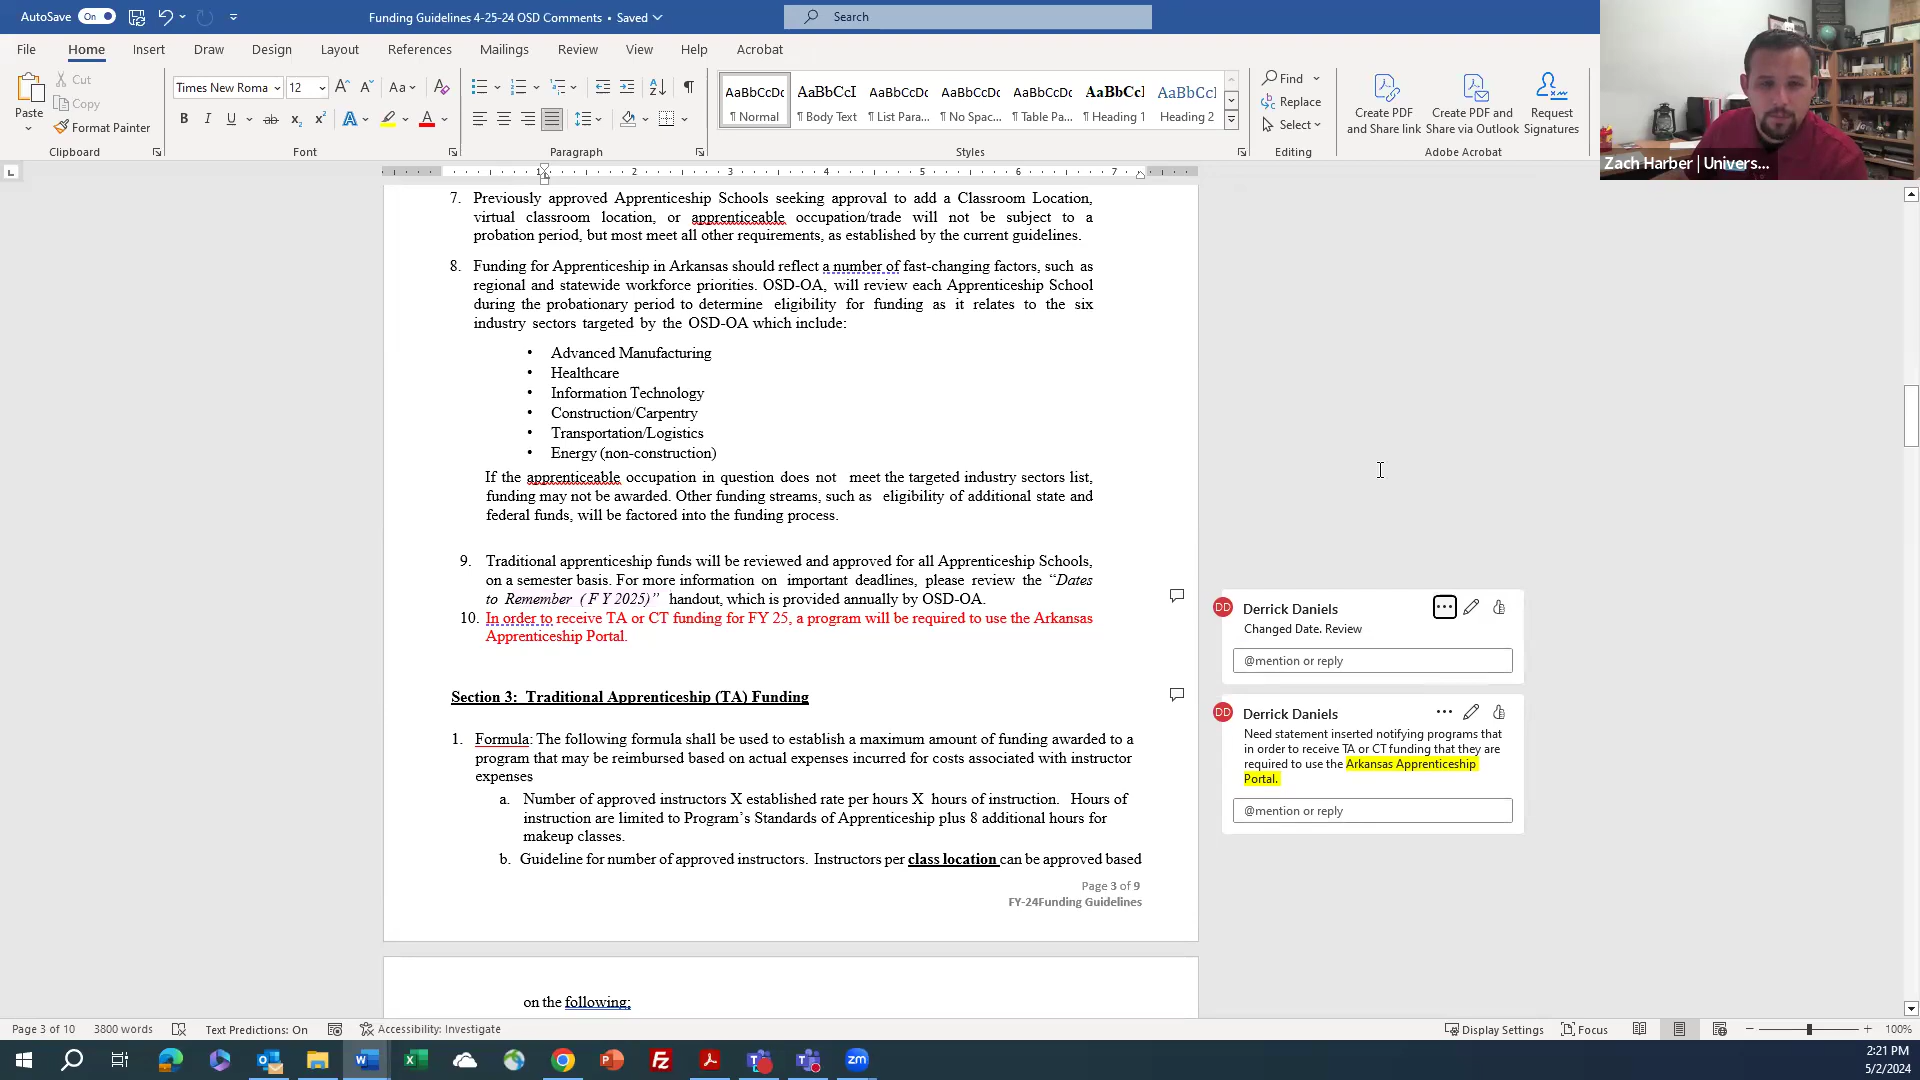 AutoSave On Funding Guidelines 4-25-24 OSD Comments • Saved Search
File Home Insert Draw Design Layout References Mailings Review View Help Acrobat
Paste Cut Copy Format Painter
Times New Roma 12
AaBbCcDc AaBbCcI AaBbCcDc AaBbCcDc AaBbCcDc AaBbCcI AaBbCcI
¶ Normal ¶ Body Text ¶ List Para... ¶ No Spac... ¶ Table Pa... ¶ Heading 1 Heading 2
Find
Replace
Select
Create PDF and Share link
Create PDF and Share via Outlook
Request Signatures
Clipboard Font Paragraph Styles Editing Adobe Acrobat
Zach Harber | Univers...
1 2 3 4 5 6 7
7. Previously approved Apprenticeship Schools seeking approval to add a Classroom Location,
virtual classroom location, or apprenticeable occupation/trade will not be subject to a
probation period, but most meet all other requirements, as established by the current guidelines.
8. Funding for Apprenticeship in Arkansas should reflect a number of fast-changing factors, such as
regional and statewide workforce priorities. OSD-OA, will review each Apprenticeship School
during the probationary period to determine eligibility for funding as it relates to the six
industry sectors targeted by the OSD-OA which include:
• Advanced Manufacturing
• Healthcare
• Information Technology
• Construction/Carpentry
• Transportation/Logistics
• Energy (non-construction)
If the apprenticeable occupation in question does not meet the targeted industry sectors list,
funding may not be awarded. Other funding streams, such as eligibility of additional state and
federal funds, will be factored into the funding process.
9. Traditional apprenticeship funds will be reviewed and approved for all Apprenticeship Schools,
on a semester basis. For more information on important deadlines, please review the “Dates
to Remember ( F Y 2025)” handout, which is provided annually by OSD-OA.
10. In order to receive TA or CT funding for FY 25, a program will be required to use the Arkansas
Apprenticeship Portal.
Section 3: Traditional Apprenticeship (TA) Funding
1. Formula: The following formula shall be used to establish a maximum amount of funding awarded to a
program that may be reimbursed based on actual expenses incurred for costs associated with instructor
expenses
a. Number of approved instructors X established rate per hours X hours of instruction. Hours of
instruction are limited to Program’s Standards of Apprenticeship plus 8 additional hours for
makeup classes.
b. Guideline for number of approved instructors. Instructors per class location can be approved based
Page 3 of 9
FY-24Funding Guidelines
on the following;
DD Derrick Daniels
Changed Date. Review
@mention or reply
DD Derrick Daniels
Need statement inserted notifying programs that
in order to receive TA or CT funding that they are
required to use the Arkansas Apprenticeship
Portal.
@mention or reply
Page 3 of 10 3800 words Text Predictions: On Accessibility: Investigate Display Settings Focus 100%
2:21 PM
5/2/2024